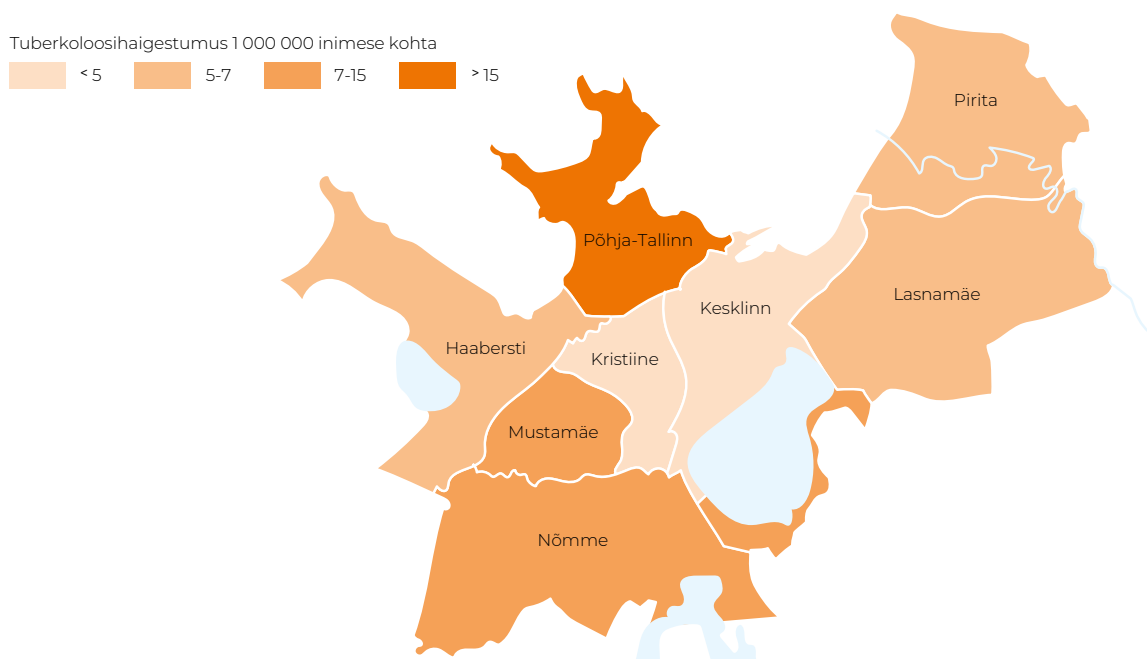 Tuberkoloosihaigestumus 1 000 000 inimese kohta
< 5 5-7 7-15 > 15
Pirita
Põhja-Tallinn
Lasnamäe
Kesklinn
Haabersti
Kristiine
Mustamäe
Nõmme